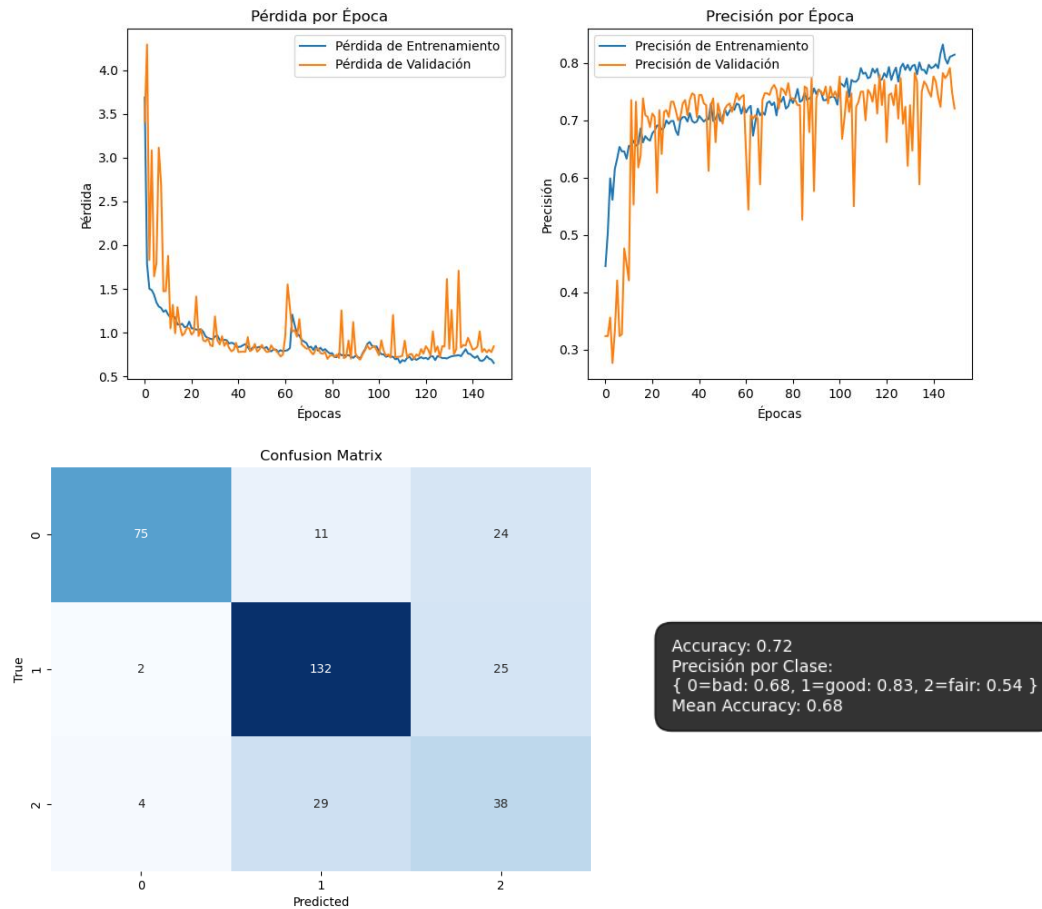 Pérdida por Época
Pérdida de Entrenamiento
Pérdida de Validación
4.0
3.5
3.0
2.5
2.0
1.5
1.0
0.5
Pérdida
0 20 40 60 80 100 120 140
Épocas
Precisión por Época
Precisión de Entrenamiento
Precisión de Validación
0.8
0.7
0.6
0.5
0.4
0.3
Precisión
0 20 40 60 80 100 120 140
Épocas
Confusion Matrix
0 75 11 24
1 2 132 25
2 4 29 38
True
0 1 2
Predicted
Accuracy: 0.72
Precisión por Clase:
{ 0=bad: 0.68, 1=good: 0.83, 2=fair: 0.54 }
Mean Accuracy: 0.68